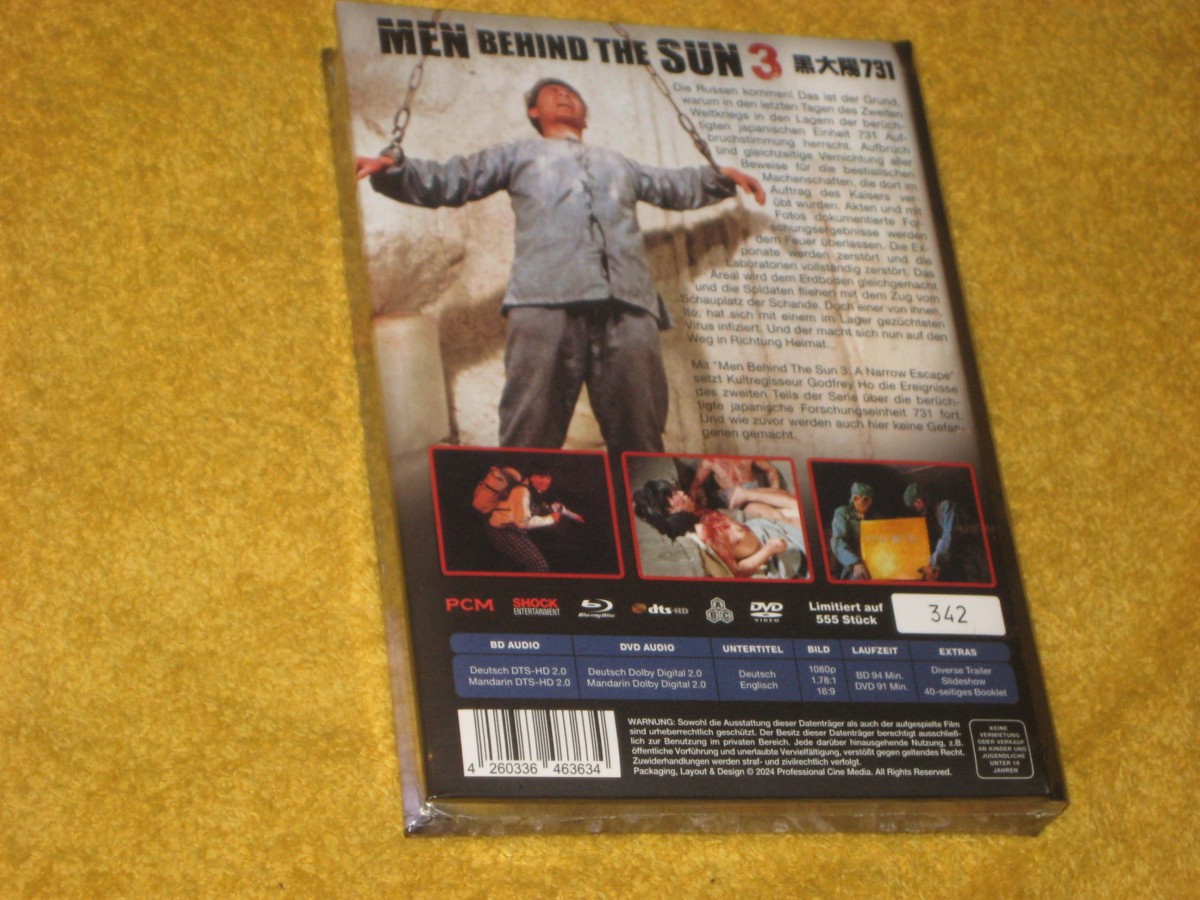 MEN BEHIND THE SUN 3 黒太陽731
Die Russen kommen! Das ist der Grund,
warum in den letzten Tagen des Zweiten
Weltkriegs in den Lagern der berüch-
tigten japanischen Einheit 731 Auf-
bruchstimmung herrscht. Aufbruch
und gleichzeitige Vernichtung aller
Beweise für die bestialischen
Machenschaften, die dort im
Auftrag des Kaisers ver-
übt wurden. Akten und mit
Fotos dokumentierte For-
schungsergebnisse werden
dem Feuer überlassen. Die Ex-
ponate werden zerstört und die
Laboratorien vollständig zerstört. Das
Areal wird dem Erdboden gleichgemacht
und die Soldaten fliehen mit dem Zug vom
Schauplatz der Schande. Doch einer von ihnen,
Ito, hat sich mit einem im Lager gezüchteten
Virus infiziert. Und der macht sich nun auf den
Weg in Richtung Heimat...
Mit "Men Behind The Sun 3: A Narrow Escape"
setzt Kultregisseur Godfrey Ho die Ereignisse
des zweiten Teils der Serie über die berüch-
tigte japanische Forschungseinheit 731 fort.
Und wie zuvor werden auch hier keine Gefan-
genen gemacht.
PCM SHOCK ENTERTAINMENT Blu-ray Disc dts-HD DVD VIDEO Limitiert auf 555 Stück 342
BD AUDIO DVD AUDIO UNTERTITEL BILD LAUFZEIT EXTRAS
Deutsch DTS-HD 2.0 Deutsch Dolby Digital 2.0 Deutsch 1080p BD 94 Min. Diverse Trailer
Mandarin DTS-HD 2.0 Mandarin Dolby Digital 2.0 Englisch 1,78:1 DVD 91 Min. Slideshow
16:9 40-seitiges Booklet
WARNUNG: Sowohl die Ausstattung dieser Datenträger als auch der aufgespielte Film
sind urheberrechtlich geschützt. Der Besitz dieser Datenträger berechtigt ausschließ-
lich zur Benutzung im privaten Bereich. Jede darüber hinausgehende Nutzung, z.B.
öffentliche Vorführung und unerlaubte Vervielfältigung, verstößt gegen geltendes Recht.
Zuwiderhandlungen werden straf- und zivilrechtlich verfolgt.
Packaging, Layout & Design © 2024 Professional Cine Media. All Rights Reserved.
4 260336 463634
KEINE
VERMIETUNG
ODER VERKAUF
AN KINDER UND
JUGENDLICHE
UNTER 18
JAHREN